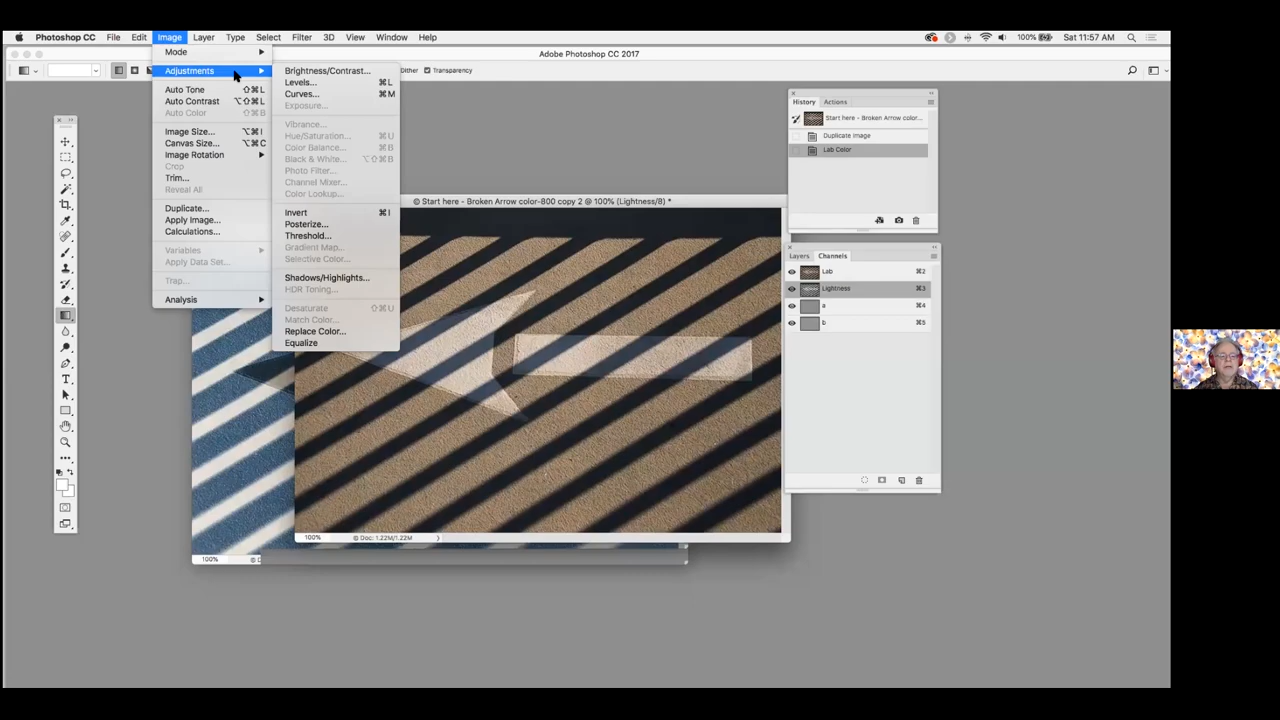 Photoshop CC File Edit Image Layer Type Select Filter 3D View Window Help 100% Sat 11:57 AM
Adobe Photoshop CC 2017
Dither Transparency
Mode
Adjustments
Auto Tone ⇧⌘L
Auto Contrast ⌥⇧⌘L
Auto Color ⇧⌘B
Image Size... ⌥⌘I
Canvas Size... ⌥⌘C
Image Rotation
Crop
Trim...
Reveal All
Duplicate...
Apply Image...
Calculations...
Variables
Apply Data Set...
Trap...
Analysis
Brightness/Contrast...
Levels... ⌘L
Curves... ⌘M
Exposure...
Vibrance...
Hue/Saturation... ⌘U
Color Balance... ⌘B
Black & White... ⌥⇧⌘B
Photo Filter...
Channel Mixer...
Color Lookup...
Invert ⌘I
Posterize...
Threshold...
Gradient Map...
Selective Color...
Shadows/Highlights...
HDR Toning...
Desaturate ⇧⌘U
Match Color...
Replace Color...
Equalize
© Start here - Broken Arrow color-800 copy 2 @ 100% (Lightness/8) *
100% © Doc: 1.22M/1.22M
100%
History Actions
Start here - Broken Arrow color...
Duplicate Image
Lab Color
Layers Channels
Lab ⌘2
Lightness ⌘3
a ⌘4
b ⌘5